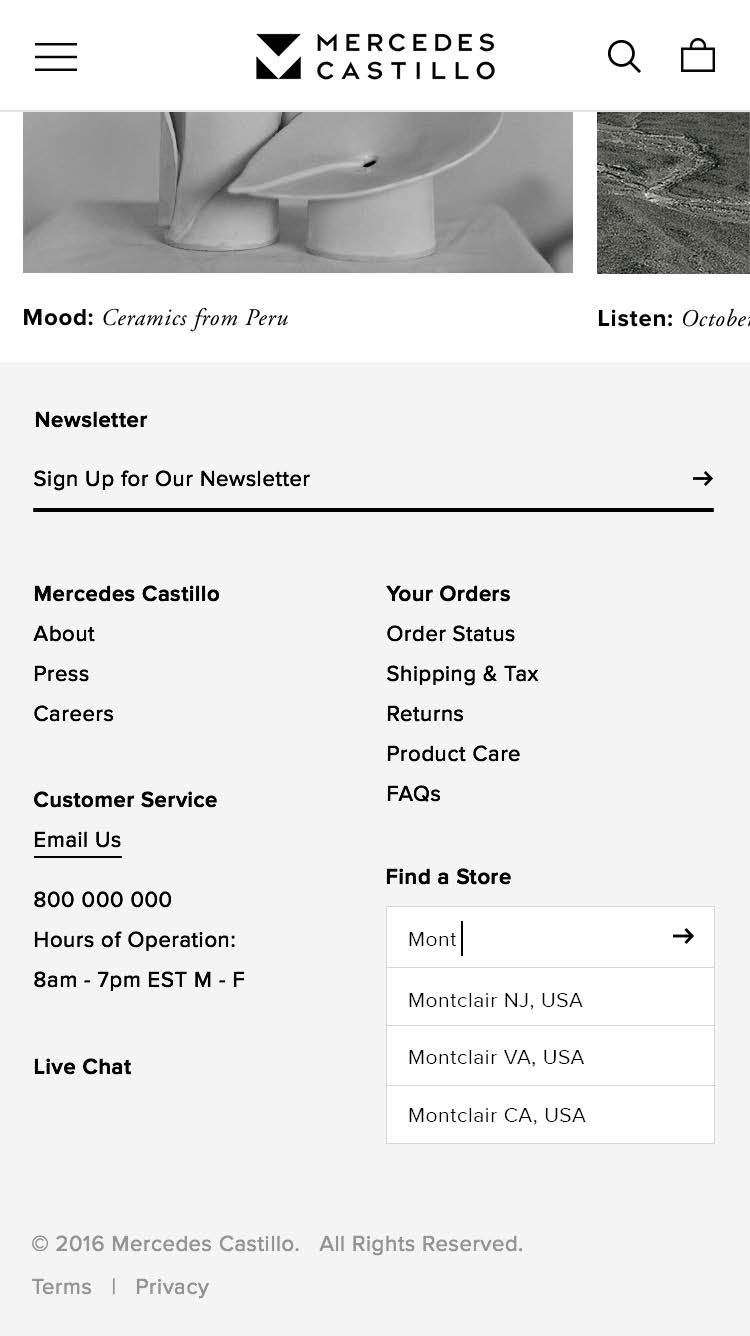 MERCEDES
CASTILLO
Mood: Ceramics from Peru
Listen: October
Newsletter
Sign Up for Our Newsletter →
Mercedes Castillo
About
Press
Careers
Customer Service
Email Us
800 000 000
Hours of Operation:
8am - 7pm EST M - F
Live Chat
Your Orders
Order Status
Shipping & Tax
Returns
Product Care
FAQs
Find a Store
Mont →
Montclair NJ, USA
Montclair VA, USA
Montclair CA, USA
© 2016 Mercedes Castillo. All Rights Reserved.
Terms | Privacy